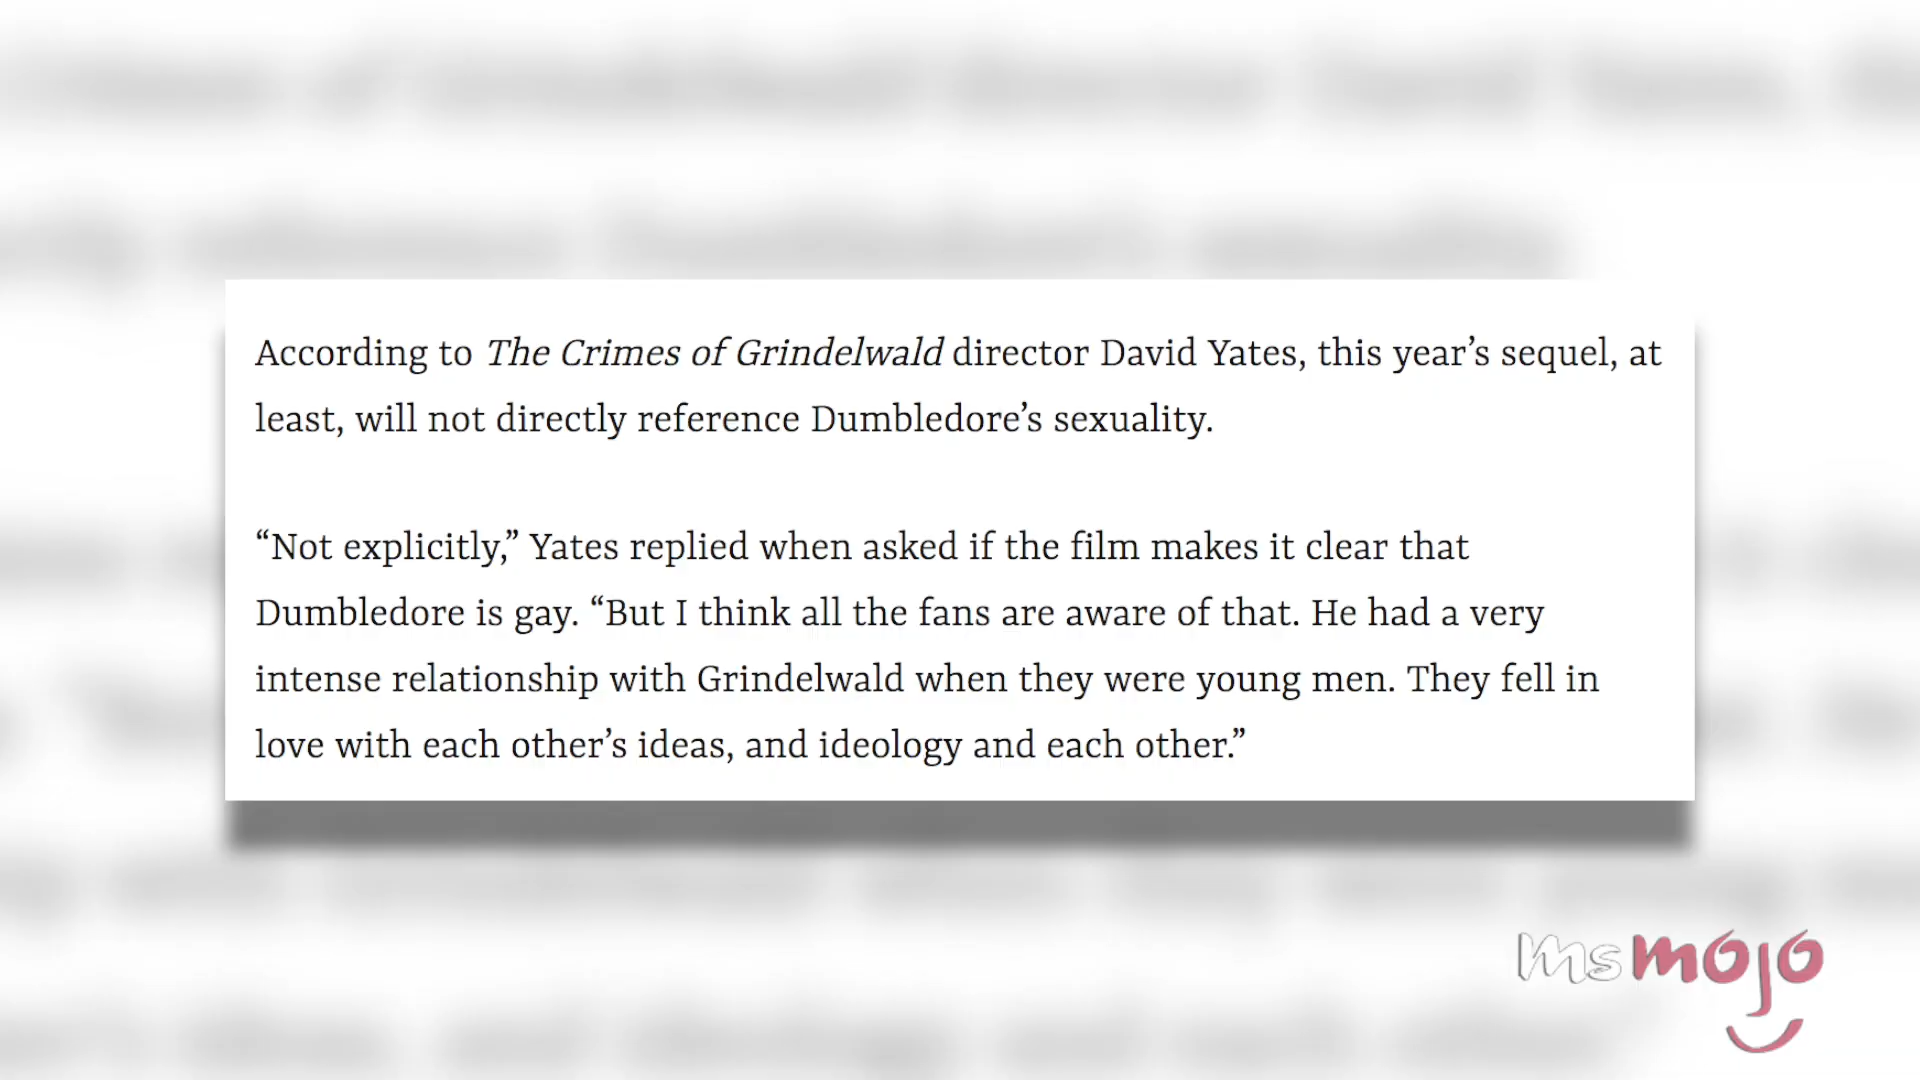 According to The Crimes of Grindelwald director David Yates, this year’s sequel, at
least, will not directly reference Dumbledore’s sexuality.
“Not explicitly,” Yates replied when asked if the film makes it clear that
Dumbledore is gay. “But I think all the fans are aware of that. He had a very
intense relationship with Grindelwald when they were young men. They fell in
love with each other’s ideas, and ideology and each other.”
msmojo